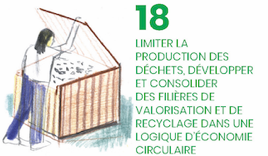 18
LIMITER LA
PRODUCTION DES
DÉCHETS, DÉVELOPPER
ET CONSOLIDER
DES FILIÈRES DE
VALORISATION ET DE
RECYCLAGE DANS UNE
LOGIQUE D'ÉCONOMIE
CIRCULAIRE